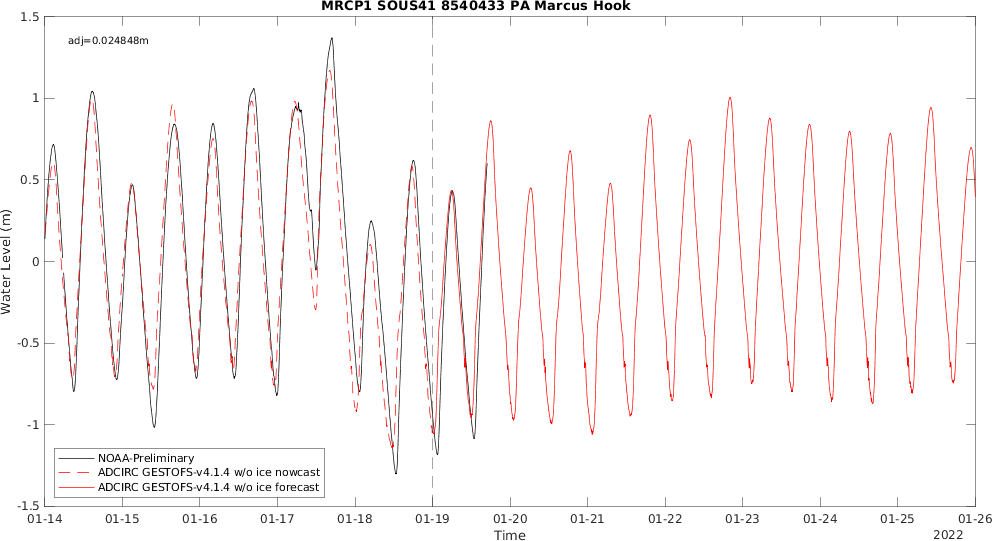 MRCP1 SOUS41 8540433 PA Marcus Hook
adj=0.024848m
1.5
1
0.5
0
-0.5
-1
-1.5
Water Level (m)
NOAA-Preliminary
ADCIRC GESTOFS-v4.1.4 w/o ice nowcast
ADCIRC GESTOFS-v4.1.4 w/o ice forecast
01-14 01-15 01-16 01-17 01-18 01-19 01-20 01-21 01-22 01-23 01-24 01-25 01-26
Time
2022